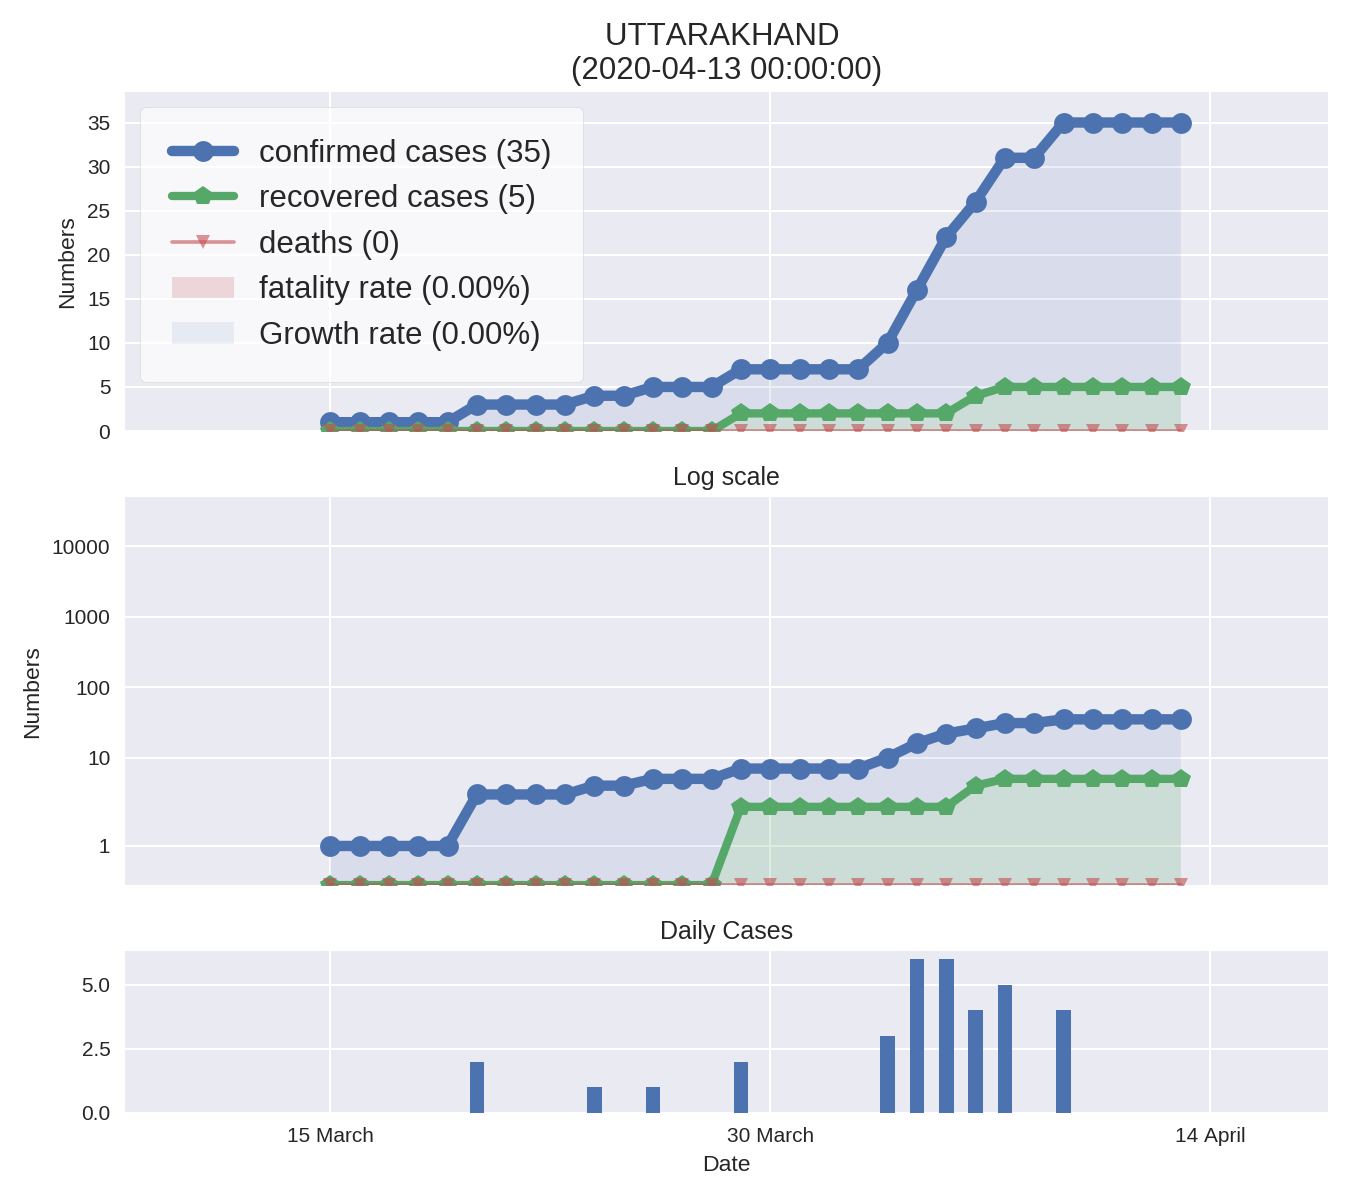 UTTARAKHAND
(2020-04-13 00:00:00)
35
30
25
20
15
10
5
0
Numbers
confirmed cases (35)
recovered cases (5)
deaths (0)
fatality rate (0.00%)
Growth rate (0.00%)
Log scale
10000
1000
100
10
1
Numbers
Daily Cases
5.0
2.5
0.0
15 March 30 March 14 April
Date